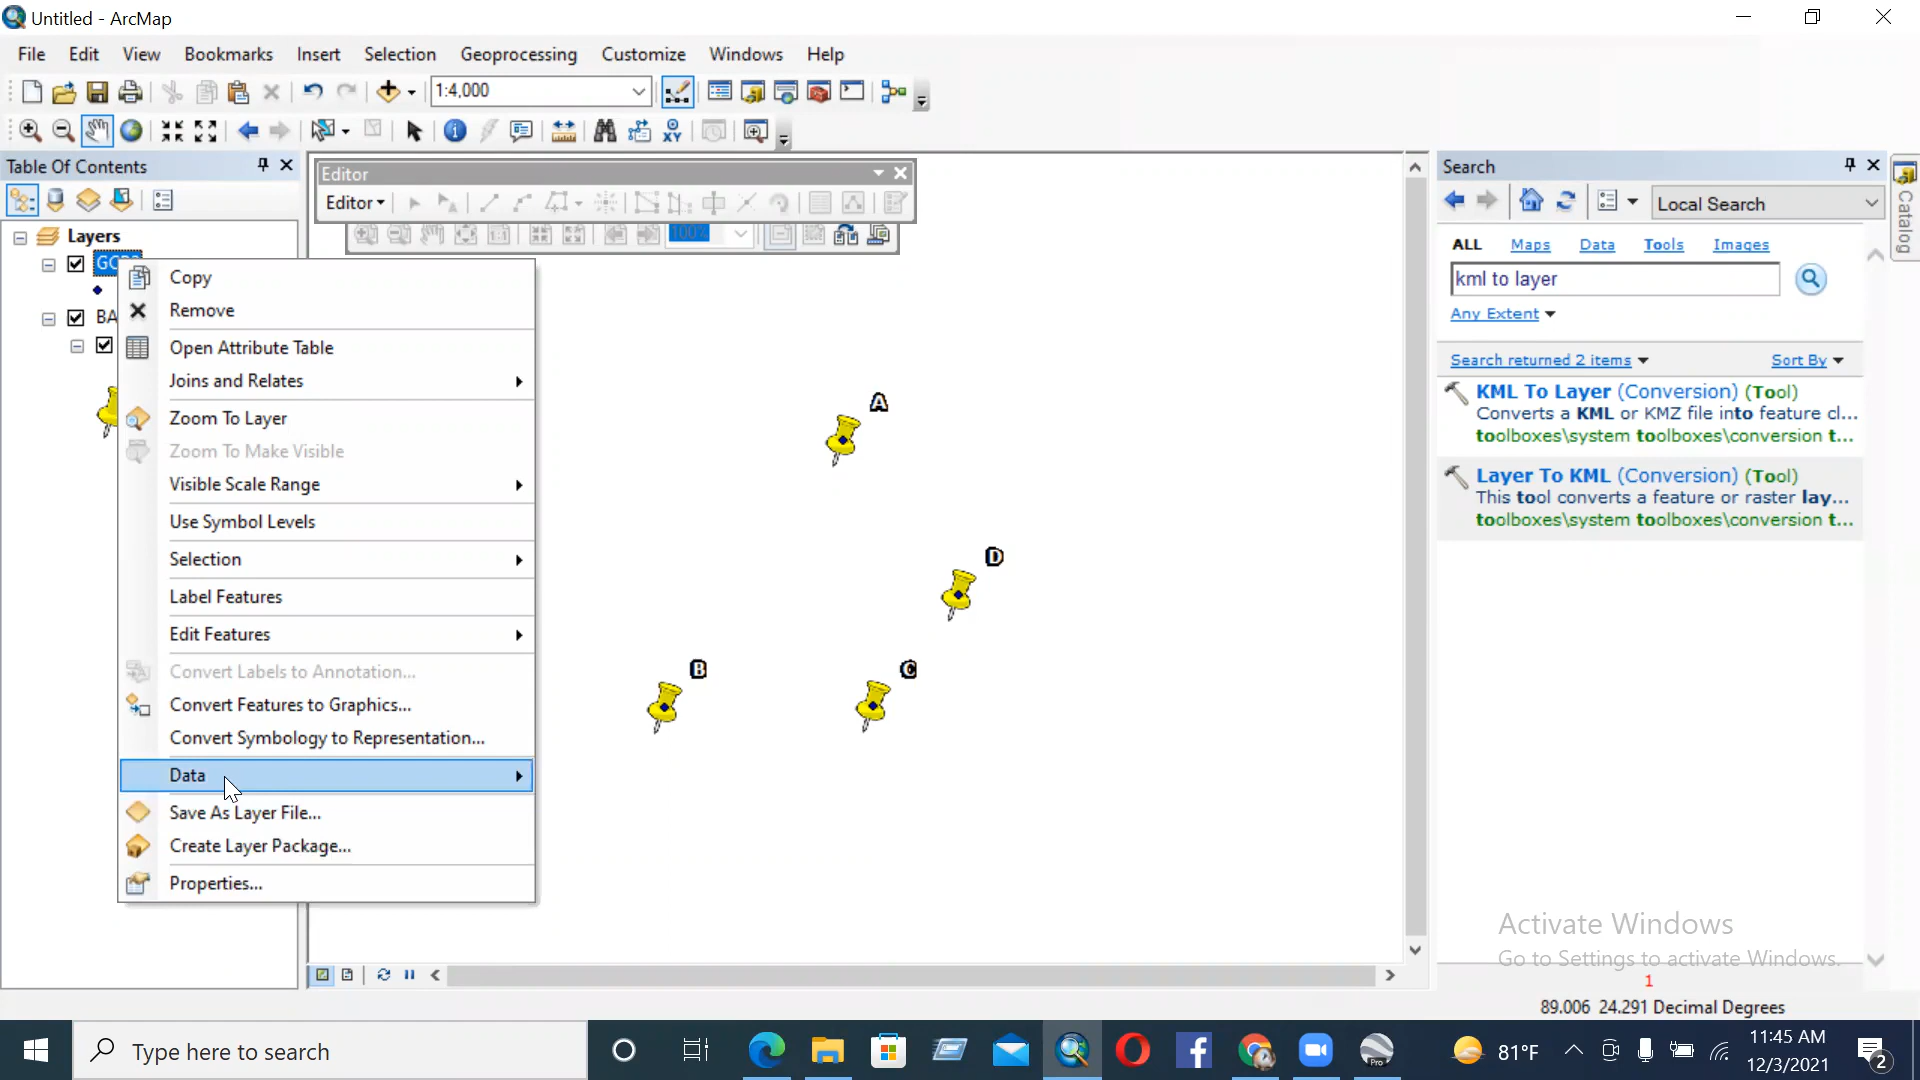 Untitled - ArcMap
File Edit View Bookmarks Insert Selection Geoprocessing Customize Windows Help
1:4,000
Table Of Contents
Editor
Search
Editor
100%
Local Search
Catalog
Layers
ALL Maps Data Tools Images
kml to layer
Any Extent
Search returned 2 items Sort By
KML To Layer (Conversion) (Tool)
Converts a KML or KMZ file into feature cl...
toolboxes\system toolboxes\conversion t...
Layer To KML (Conversion) (Tool)
This tool converts a feature or raster lay...
toolboxes\system toolboxes\conversion t...
BA
Copy
Remove
Open Attribute Table
Joins and Relates
Zoom To Layer
Zoom To Make Visible
Visible Scale Range
Use Symbol Levels
Selection
Label Features
Edit Features
Convert Labels to Annotation...
Convert Features to Graphics...
Convert Symbology to Representation...
Data
Save As Layer File...
Create Layer Package...
Properties...
A
D
B
C
Activate Windows
Go to Settings to activate Windows.
1
89.006 24.291 Decimal Degrees
Type here to search
Pro
81°F
11:45 AM
12/3/2021
2